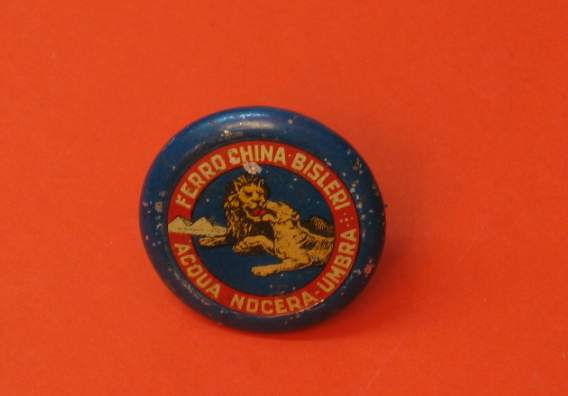 FERRO CHINA·BISLERI
ACQUA NOCERA-UMBRA